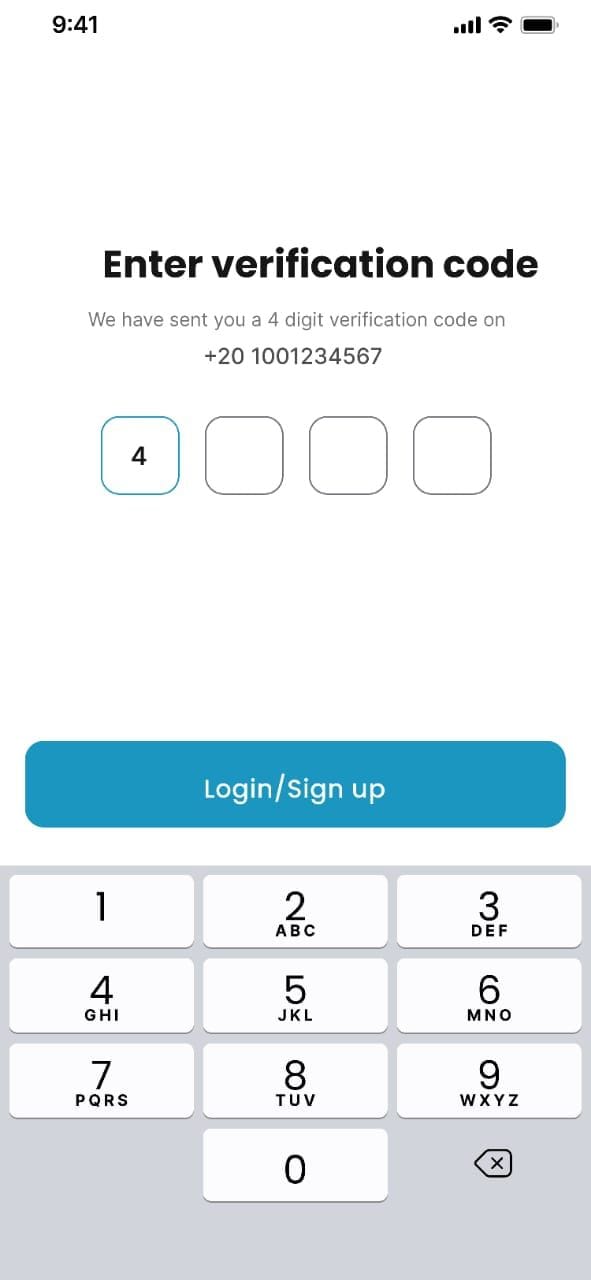 9:41
Enter verification code
We have sent you a 4 digit verification code on
+20 1001234567
4
Login/Sign up
1 2 3
ABC DEF
4 5 6
GHI JKL MNO
7 8 9
PQRS TUV WXYZ
0